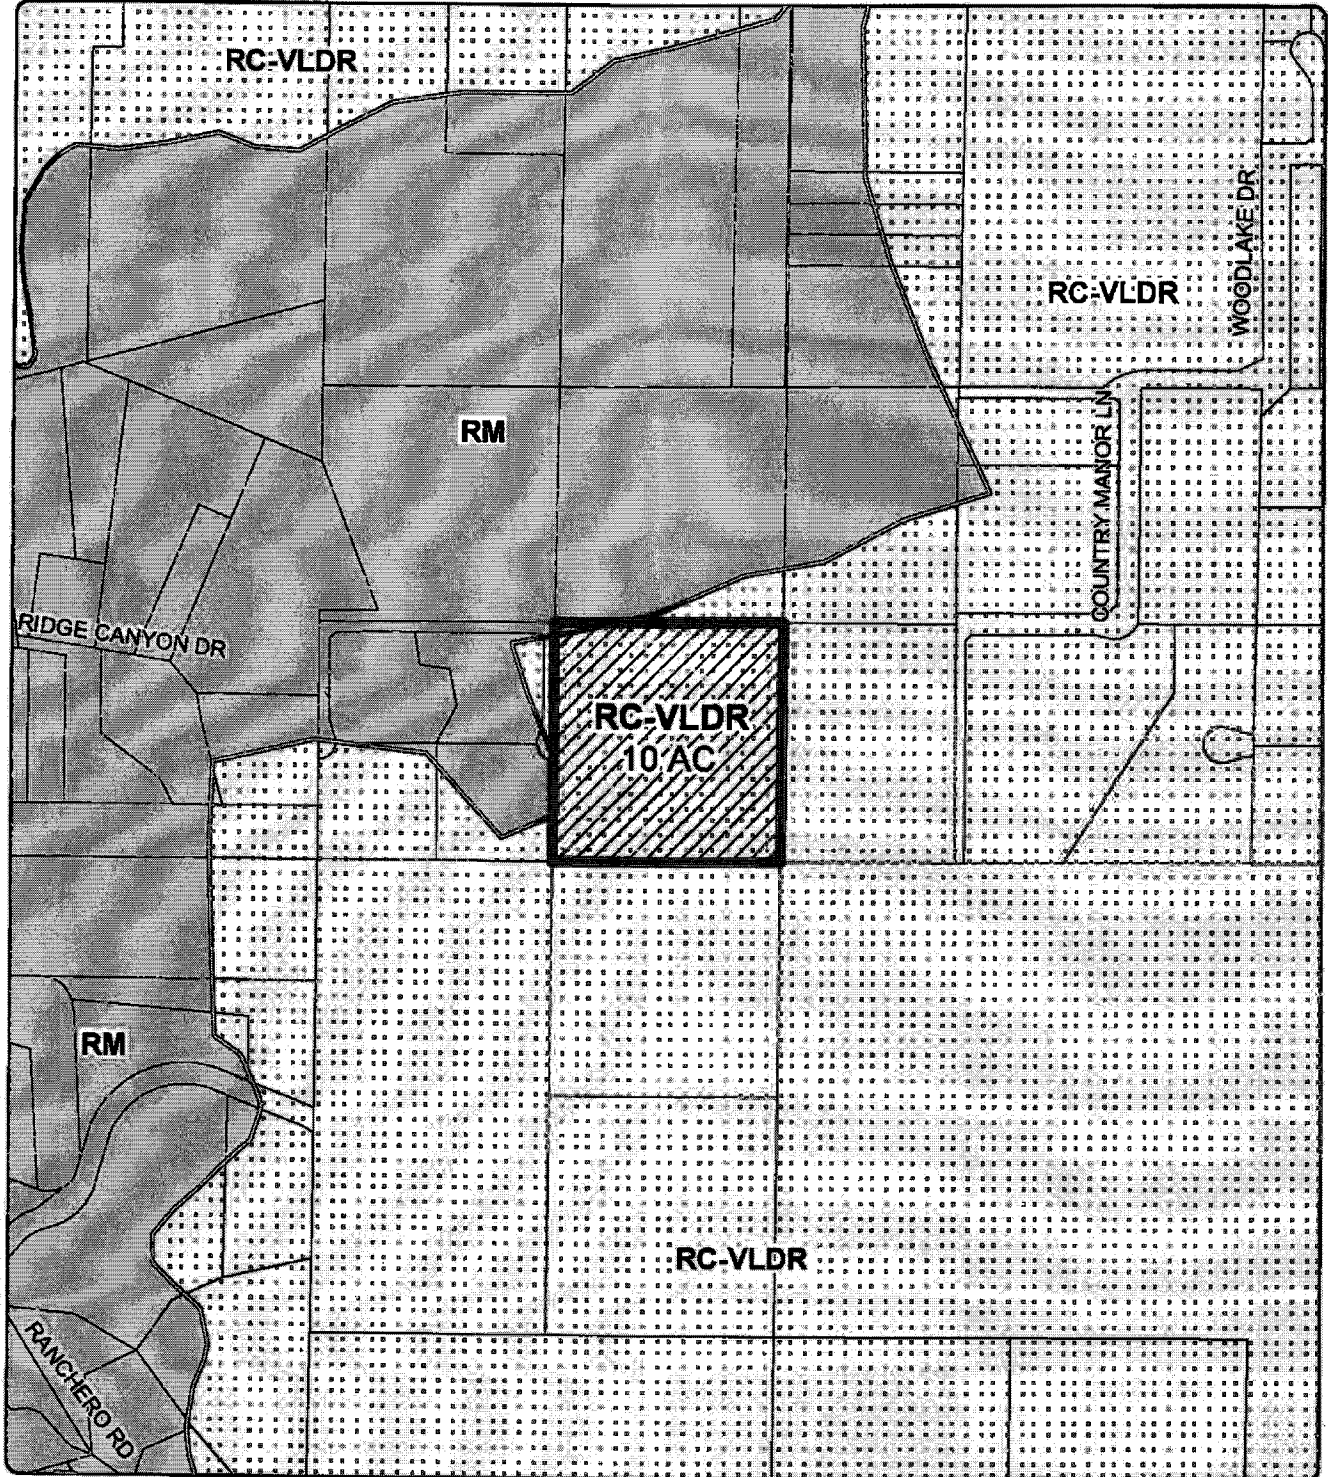 RC-VLDR
WOODLAKE DR
RC-VLDR
RM
COUNTRY MANOR LN
RIDGE CANYON DR
RC-VLDR
10 AC
RM
RC-VLDR
RANCHERO RD